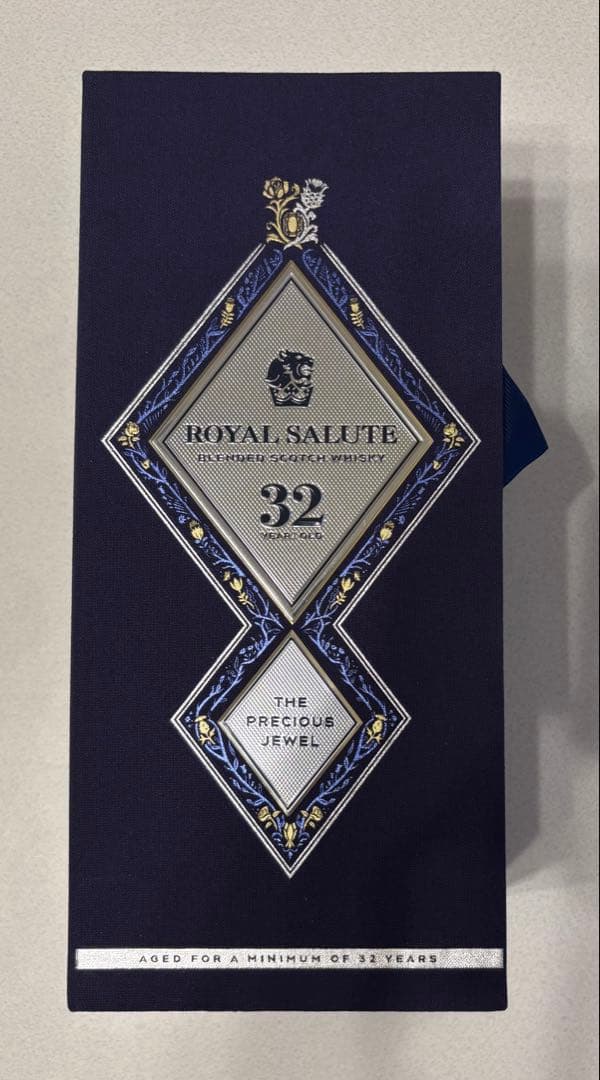 ROYAL SALUTE
BLENDED SCOTCH WHISKY
32
YEAR OLD
THE
PRECIOUS
JEWEL
AGED FOR A MINIMUM OF 32 YEARS